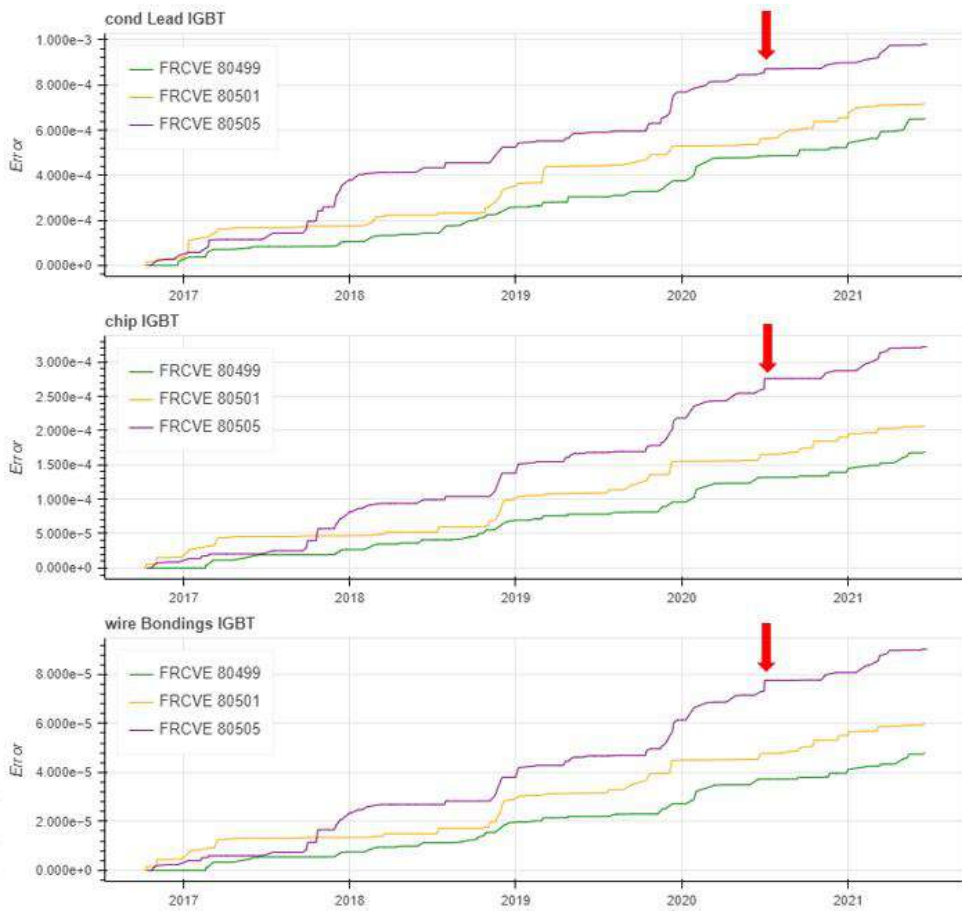 cond Lead IGBT
1.000e−3
8.000e−4
6.000e−4
4.000e−4
2.000e−4
0.000e+0
Error
FRCVE 80499
FRCVE 80501
FRCVE 80505
2017 2018 2019 2020 2021
chip IGBT
3.000e−4
2.500e−4
2.000e−4
1.500e−4
1.000e−4
5.000e−5
0.000e+0
Error
FRCVE 80499
FRCVE 80501
FRCVE 80505
2017 2018 2019 2020 2021
wire Bondings IGBT
8.000e−5
6.000e−5
4.000e−5
2.000e−5
0.000e+0
Error
FRCVE 80499
FRCVE 80501
FRCVE 80505
2017 2018 2019 2020 2021